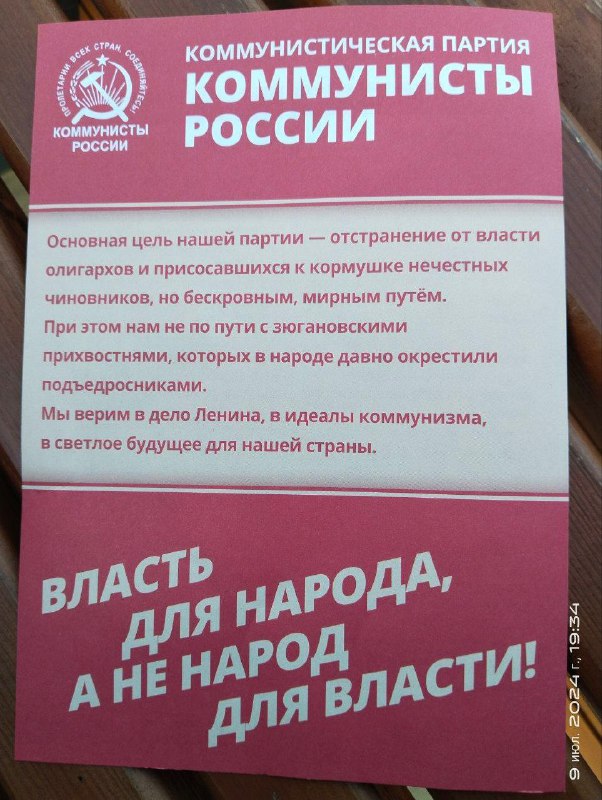 ПРОЛЕТАРИИ ВСЕХ СТРАН, СОЕДИНЯЙТЕСЬ!
КОММУНИСТЫ
РОССИИ
КОММУНИСТИЧЕСКАЯ ПАРТИЯ
КОММУНИСТЫ
РОССИИ
Основная цель нашей партии — отстранение от власти
олигархов и присосавшихся к кормушке нечестных
чиновников, но бескровным, мирным путём.
При этом нам не по пути с зюгановскими
прихвостнями, которых в народе давно окрестили
подъедросниками.
Мы верим в дело Ленина, в идеалы коммунизма,
в светлое будущее для нашей страны.
ВЛАСТЬ
ДЛЯ НАРОДА,
А НЕ НАРОД
ДЛЯ ВЛАСТИ!
9 июл. 2024 г., 19:34